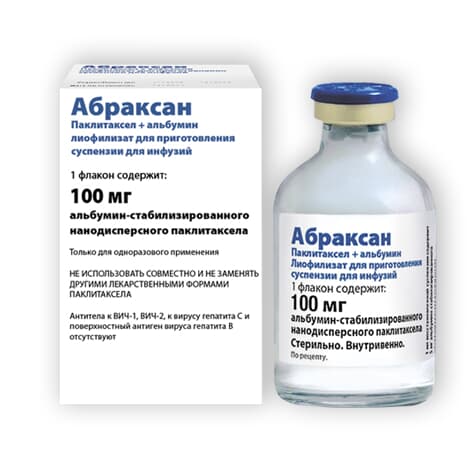 Абраксан
Абраксан
Паклитаксел + альбумин
лиофилизат для приготовления
суспензии для инфузий
1 флакон содержит:
100 мг
альбумин-стабилизированного
нанодисперсного паклитаксела
Только для одноразового применения
НЕ ИСПОЛЬЗОВАТЬ СОВМЕСТНО И НЕ ЗАМЕНЯТЬ
ДРУГИМИ ЛЕКАРСТВЕННЫМИ ФОРМАМИ
ПАКЛИТАКСЕЛА
Антитела к ВИЧ-1, ВИЧ-2, к вирусу гепатита С и
поверхностный антиген вируса гепатита В
отсутствуют
Абраксан
Паклитаксел + альбумин
Лиофилизат для приготовления
суспензии для инфузий
1 флакон содержит:
100 мг
альбумин-стабилизированного
нанодисперсного паклитаксела
Стерильно. Внутривенно.
По рецепту.